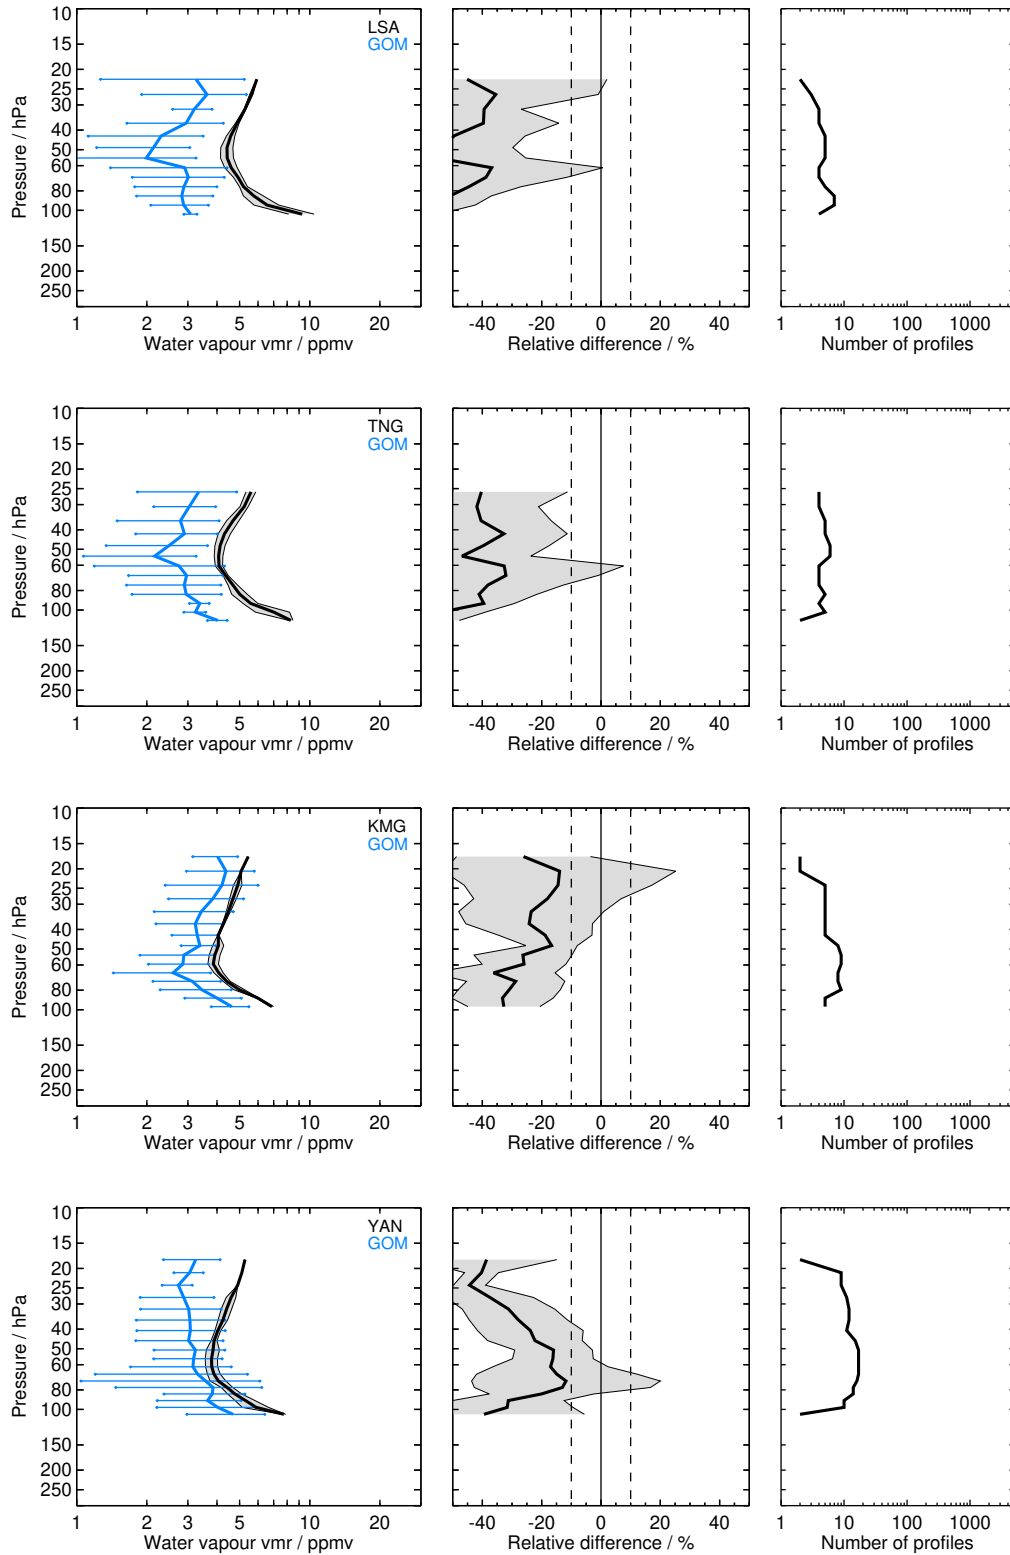 LSA
GOM
10
15
20
25
30
40
50
60
80
100
150
200
250
Pressure / hPa
1 2 3 5 10 20
Water vapour vmr / ppmv
-40 -20 0 20 40
Relative difference / %
1 10 100 1000
Number of profiles
TNG
GOM
10
15
20
25
30
40
50
60
80
100
150
200
250
Pressure / hPa
1 2 3 5 10 20
Water vapour vmr / ppmv
-40 -20 0 20 40
Relative difference / %
1 10 100 1000
Number of profiles
KMG
GOM
10
15
20
25
30
40
50
60
80
100
150
200
250
Pressure / hPa
1 2 3 5 10 20
Water vapour vmr / ppmv
-40 -20 0 20 40
Relative difference / %
1 10 100 1000
Number of profiles
YAN
GOM
10
15
20
25
30
40
50
60
80
100
150
200
250
Pressure / hPa
1 2 3 5 10 20
Water vapour vmr / ppmv
-40 -20 0 20 40
Relative difference / %
1 10 100 1000
Number of profiles